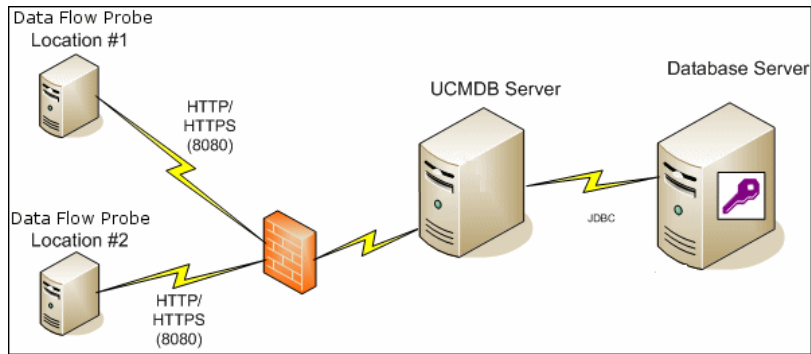 Data Flow Probe
Location #1
HTTP/
HTTPS
(8080)
UCMDB Server
Database Server
JDBC
Data Flow Probe
Location #2
HTTP/
HTTPS
(8080)